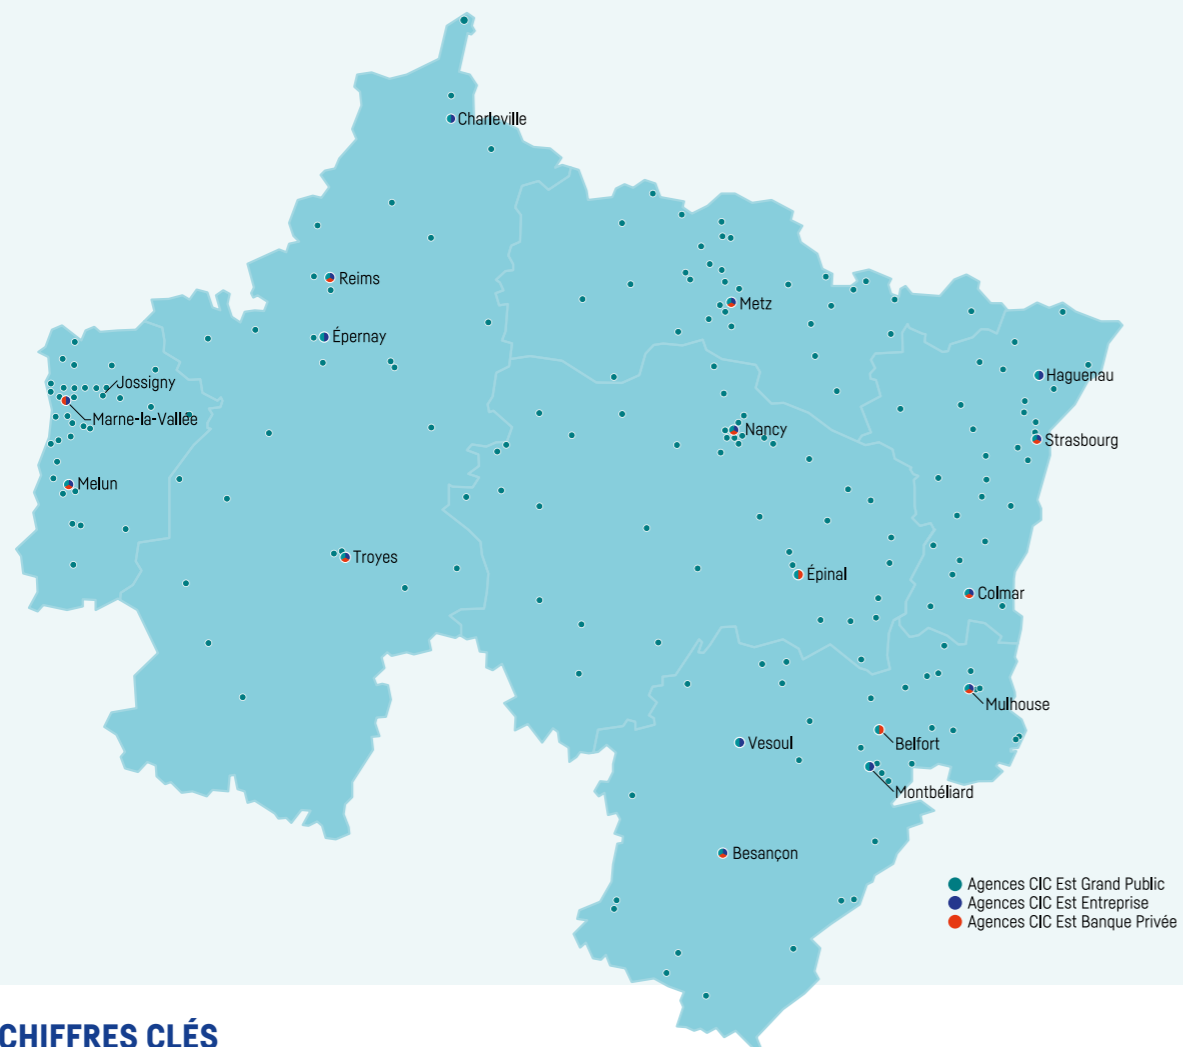 Charleville
Reims
Metz
Épernay
Haguenau
Jossigny
Marne-la-Vallée
Nancy
Strasbourg
Melun
Troyes
Épinal
Colmar
Mulhouse
Vesoul
Belfort
Montbéliard
Besançon
Agences CIC Est Grand Public
Agences CIC Est Entreprise
Agences CIC Est Banque Privée
CHIFFRES CLÉS